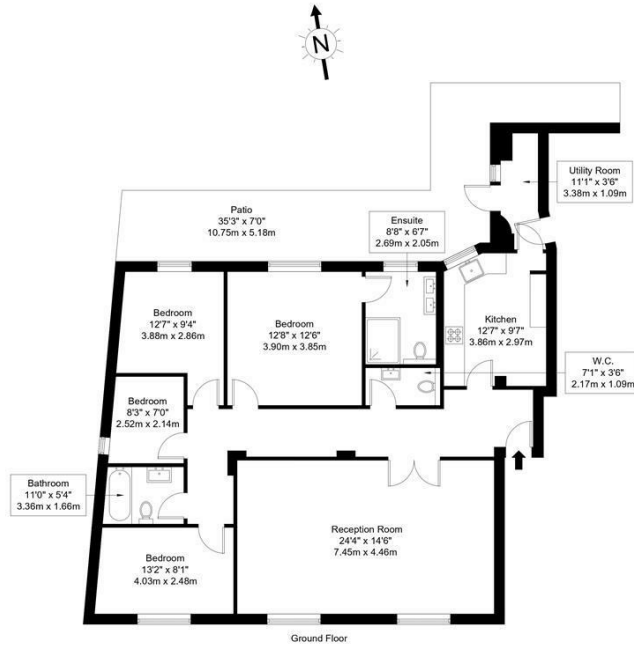 N
Utility Room
11'1" x 3'6"
3.38m x 1.09m
Patio
35'3" x 7'0"
10.75m x 5.18m
Ensuite
8'8" x 6'7"
2.69m x 2.05m
Bedroom
12'7" x 9'4"
3.88m x 2.86m
Bedroom
12'8" x 12'6"
3.90m x 3.85m
Kitchen
12'7" x 9'7"
3.86m x 2.97m
W.C.
7'1" x 3'6"
2.17m x 1.09m
Bedroom
8'3" x 7'0"
2.52m x 2.14m
Bathroom
11'0" x 5'4"
3.36m x 1.66m
Reception Room
24'4" x 14'6"
7.45m x 4.46m
Bedroom
13'2" x 8'1"
4.03m x 2.48m
Ground Floor